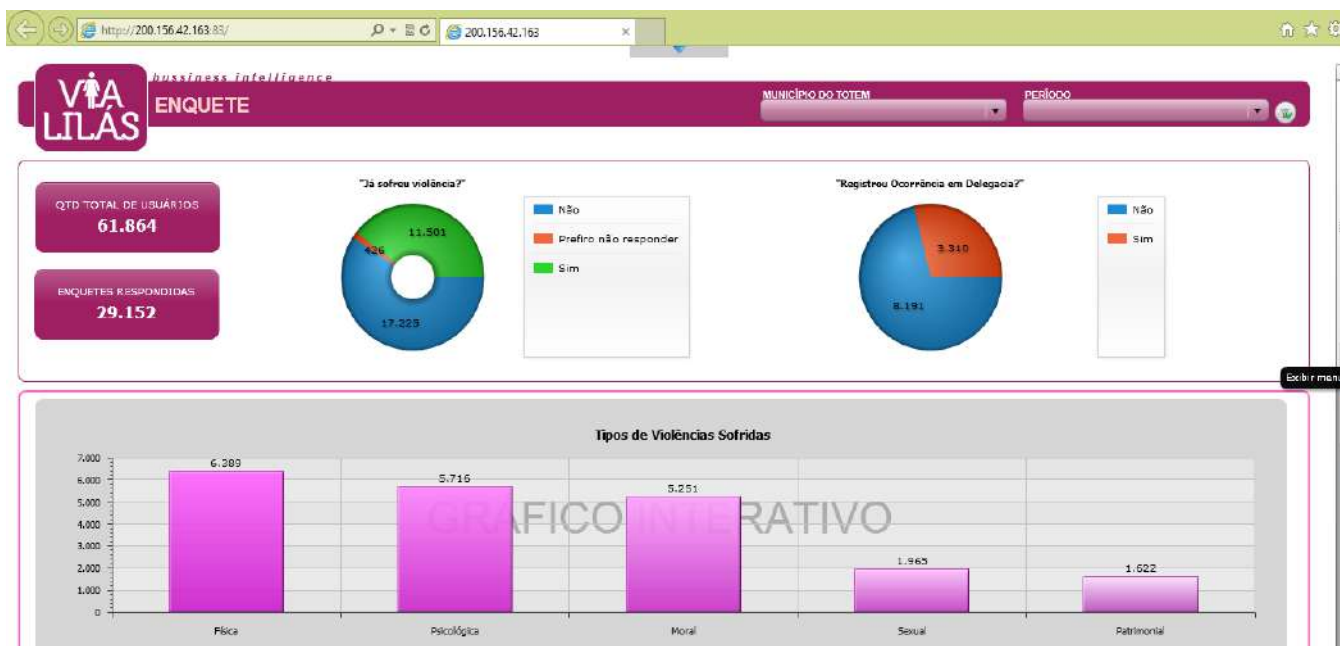 http://200.156.42.163:83/
200.156.42.163
VIA LILÁS
bussiness intelligence
ENQUETE
MUNICÍPIO DO TOTEM
PERÍODO
QTD TOTAL DE USUÁRIOS
61.864
ENQUETES RESPONDIDAS
29.152
"Já sofreu violência?"
11.501
426
17.225
Não
Prefiro não responder
Sim
"Registrou Ocorrência em Delegacia?"
3.310
8.191
Não
Sim
Exibir menu
Tipos de Violências Sofridas
7.000
6.000
5.000
4.000
3.000
2.000
1.000
0
6.389
5.716
5.251
1.965
1.622
GRÁFICO INTERATIVO
Física
Psicológica
Moral
Sexual
Patrimonial